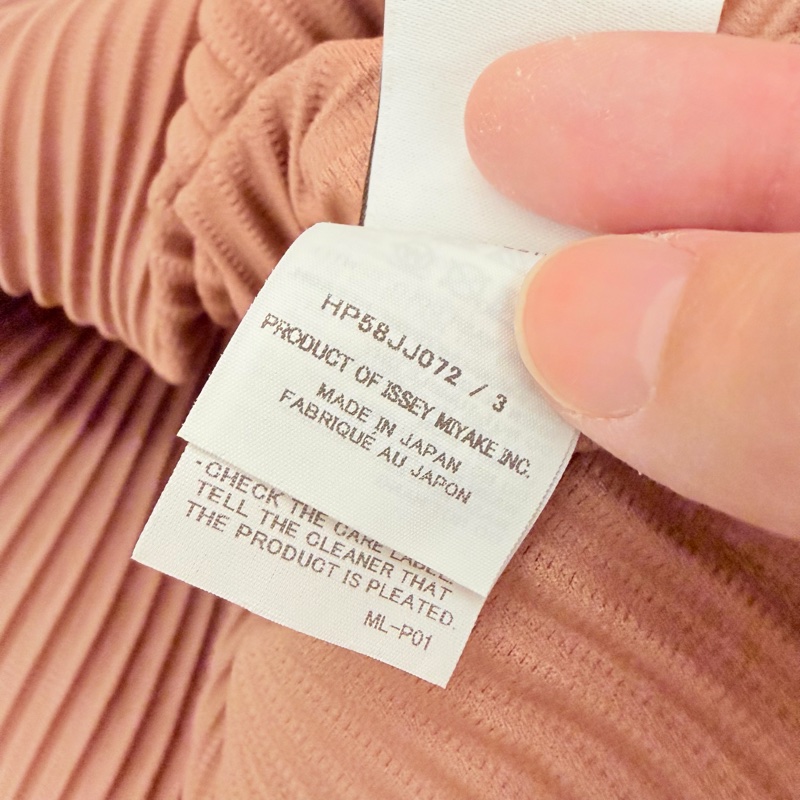 HP58JJ072 / 3
PRODUCT OF ISSEY MIYAKE INC.
MADE IN JAPAN
FABRIQUÉ AU JAPON
-CHECK THE CARE LABEL.
TELL THE CLEANER THAT
THE PRODUCT IS PLEATED.
ML-P01